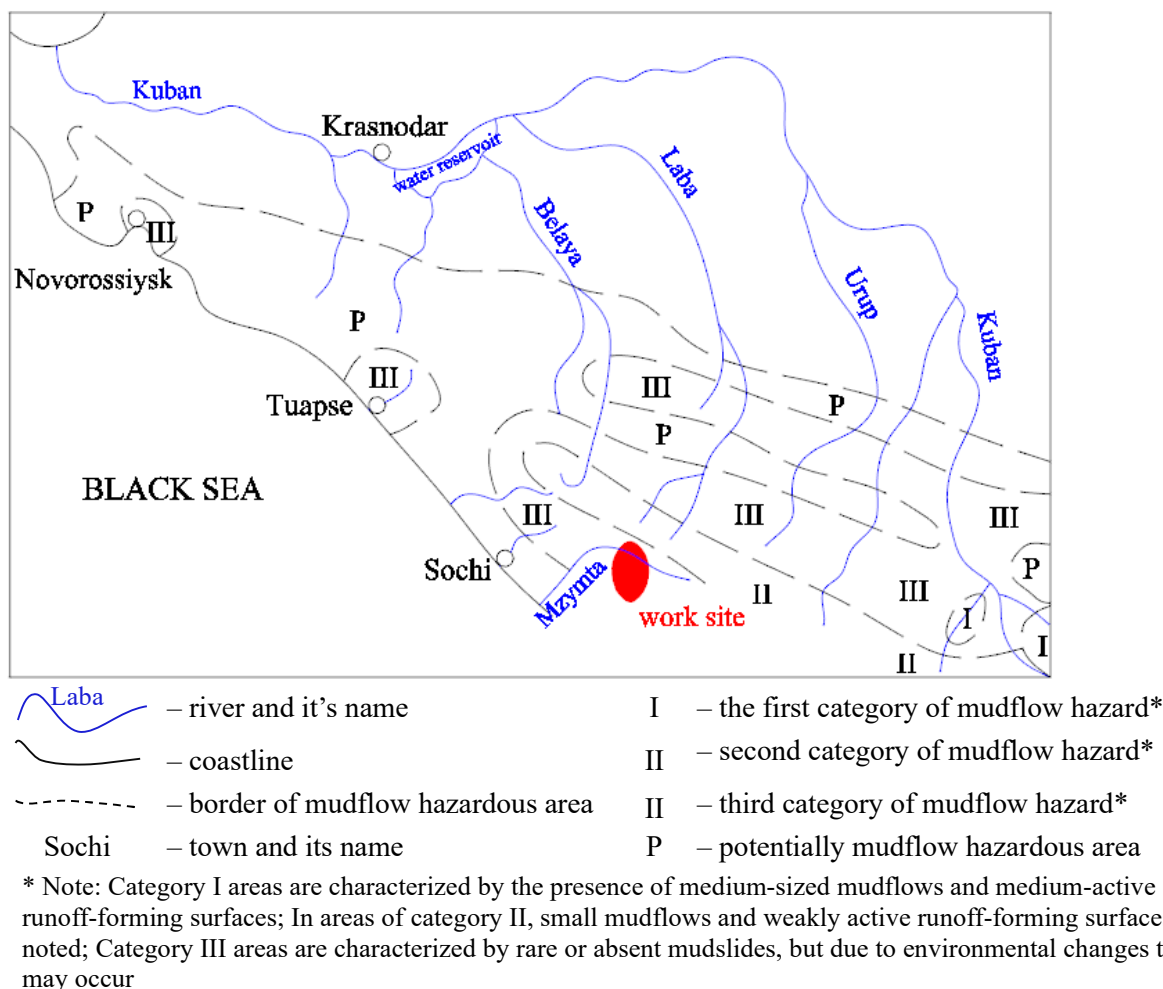 Kuban
Krasnodar
water reservoir
Laba
Belaya
P
III
Novorossiysk
Urup
Kuban
P
III
Tuapse
III
P
P
BLACK SEA
III
III
III
P
Sochi
Mzymta
II
III
I
work site
II
I
Laba – river and it’s name
– coastline
– border of mudflow hazardous area
Sochi – town and its name
I – the first category of mudflow hazard*
II – second category of mudflow hazard*
II – third category of mudflow hazard*
P – potentially mudflow hazardous area
* Note: Category I areas are characterized by the presence of medium-sized mudflows and medium-active
runoff-forming surfaces; In areas of category II, small mudflows and weakly active runoff-forming surface
noted; Category III areas are characterized by rare or absent mudslides, but due to environmental changes t
may occur